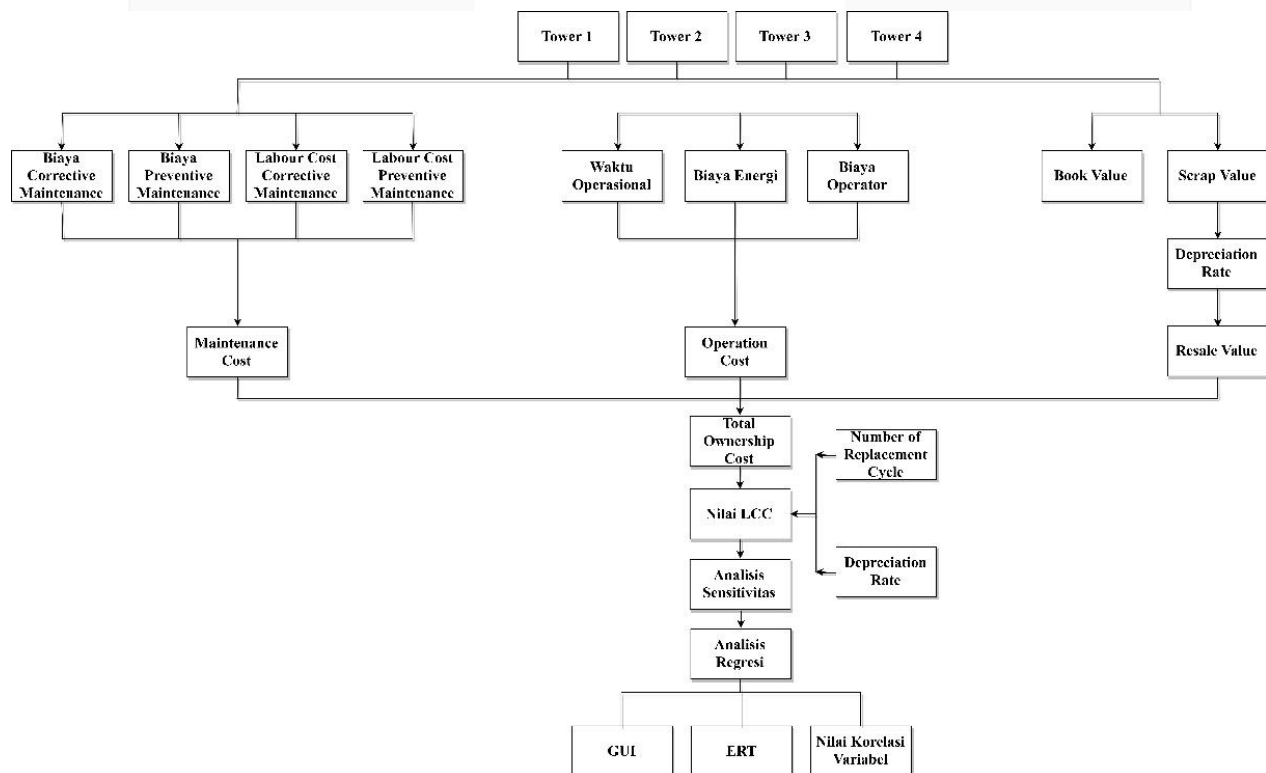 Tower 1
Tower 2
Tower 3
Tower 4
Biaya
Corrective
Maintenance
Biaya
Preventive
Maintenance
Labour Cost
Corrective
Maintenance
Labour Cost
Preventive
Maintenance
Waktu
Operasional
Biaya Energi
Biaya
Operator
Book Value
Scrap Value
Depreciation
Rate
Maintenance
Cost
Operation
Cost
Resale Value
Total
Ownership
Cost
Number of
Replacement
Cycle
Nilai LCC
Depreciation
Rate
Analisis
Sensitivitas
Analisis
Regresi
GUI
ERT
Nilai Korelasi
Variabel